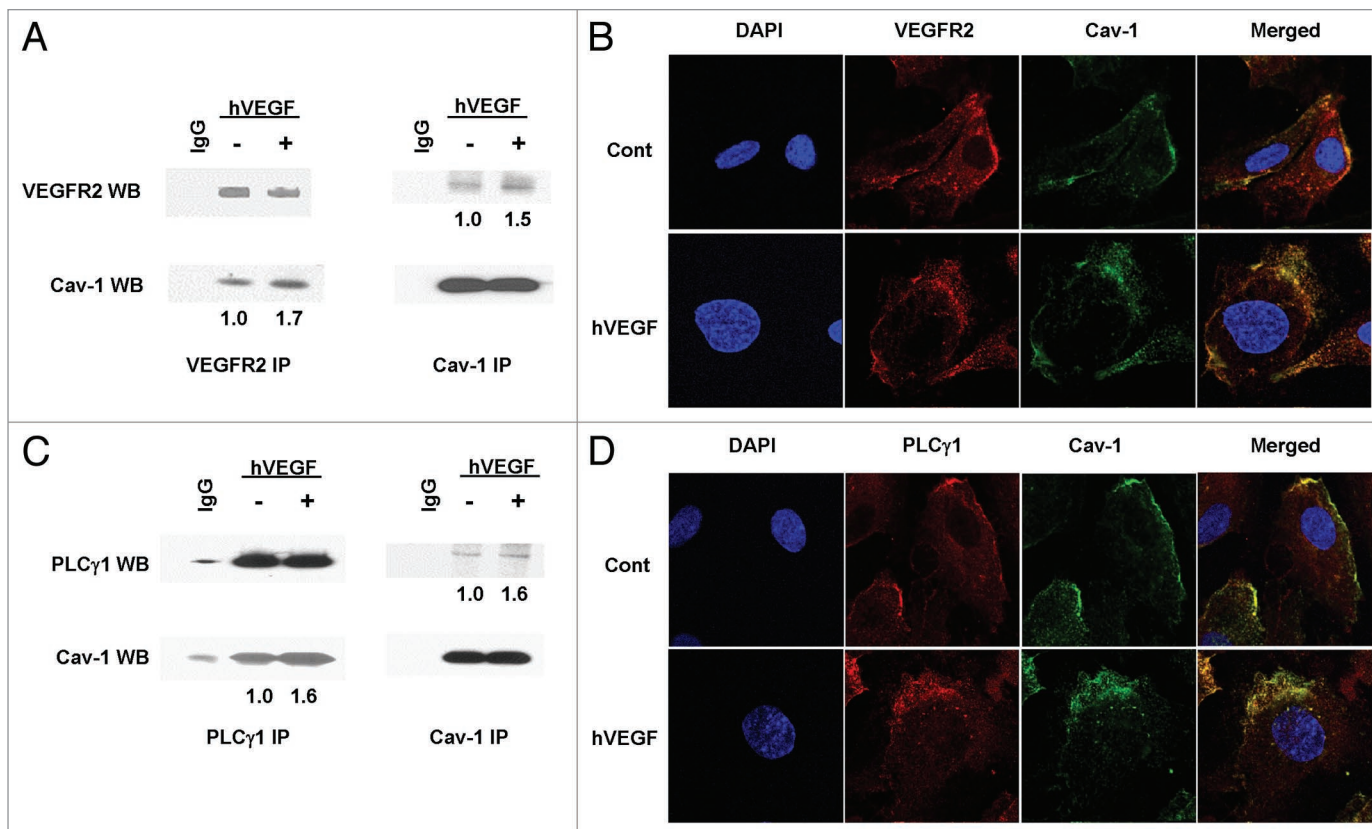 A
hVEGF
IgG
-
+
VEGFR2 WB
Cav-1 WB
1.0
1.7
VEGFR2 IP
hVEGF
IgG
-
+
1.0
1.5
Cav-1 IP
B
DAPI
VEGFR2
Cav-1
Merged
Cont
hVEGF
C
hVEGF
IgG
-
+
PLCγ1 WB
Cav-1 WB
1.0
1.6
PLCγ1 IP
hVEGF
IgG
-
+
1.0
1.6
Cav-1 IP
D
DAPI
PLCγ1
Cav-1
Merged
Cont
hVEGF